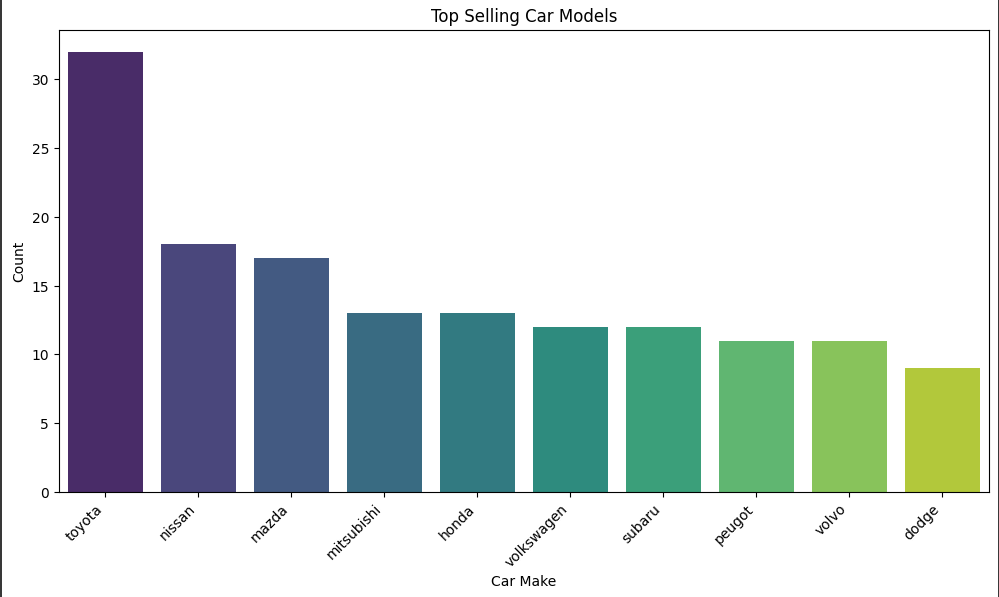 Top Selling Car Models
Count
30
25
20
15
10
5
0
toyota
nissan
mazda
mitsubishi
honda
volkswagen
subaru
peugot
volvo
dodge
Car Make